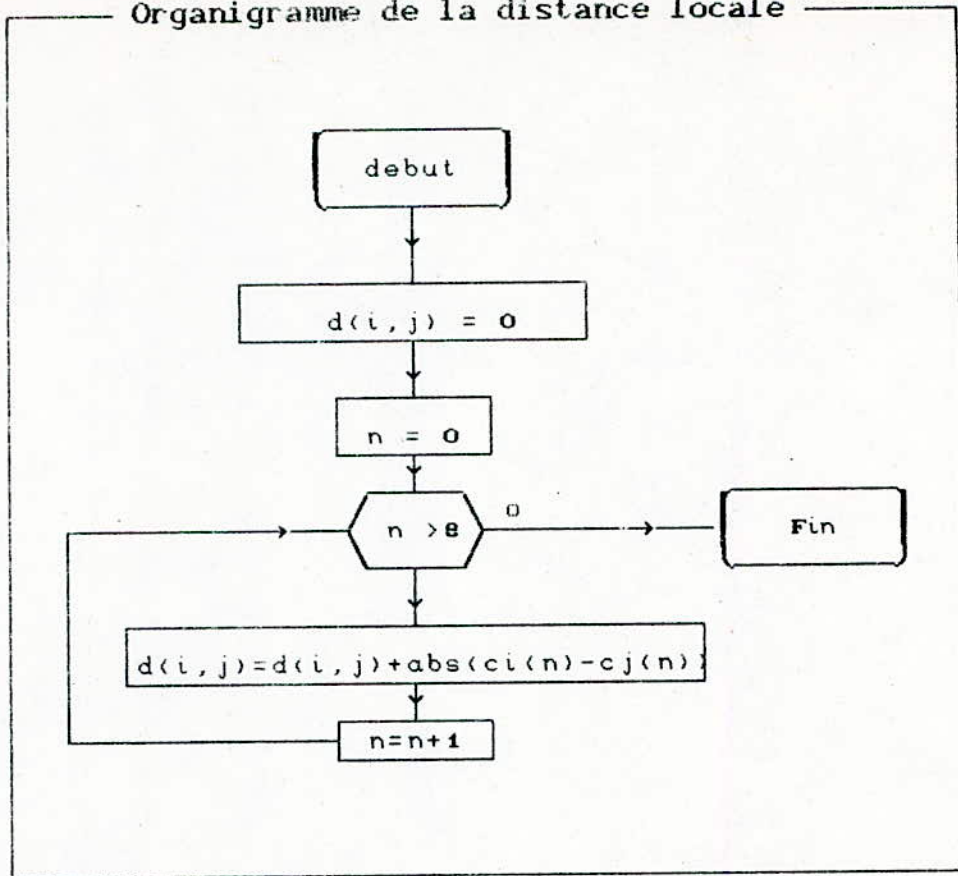 Organigramme de la distance locale
debut
d(i,j) = 0
n = 0
n >8
O
Fin
d(i,j)=d(i,j)+abs(ci(n)-cj(n))
n=n+1